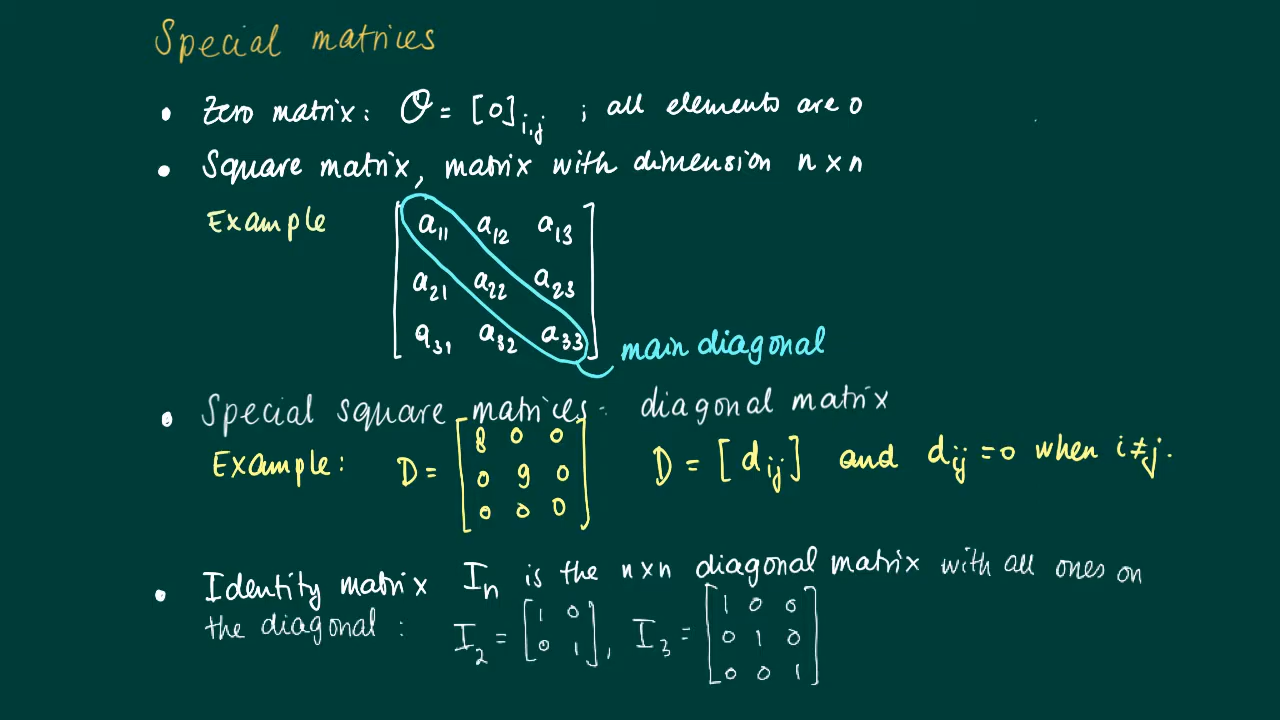 Special matrices
• Zero matrix: O = [0]i,j ; all elements are 0
• Square matrix, matrix with dimension n x n
Example
a11 a12 a13
a21 a22 a23
a31 a32 a33
main diagonal
• Special square matrices: diagonal matrix
Example: D = [8 0 0
0 9 0
0 0 0] D = [dij] and dij = 0 when i ≠ j.
• Identity matrix In is the n x n diagonal matrix with all ones on
the diagonal: I2 = [1 0
0 1], I3 = [1 0 0
0 1 0
0 0 1]